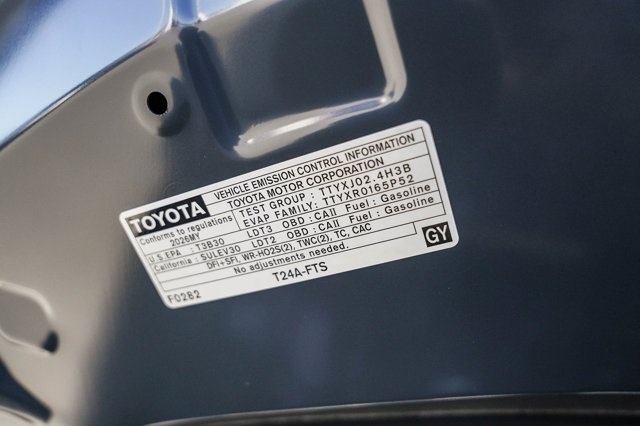 TOYOTA
VEHICLE EMISSION CONTROL INFORMATION
TOYOTA MOTOR CORPORATION
Conforms to regulations
2026MY
TEST GROUP : TTYXJ02.4H3B
EVAP FAMILY: TTYXR0165P52
U.S.EPA : T3B30 LDT3 OBD :CAII Fuel : Gasoline
California : SULEV30 LDT2 OBD :CAII Fuel : Gasoline
DFI+SFI, WR-HO2S(2), TWC(2), TC, CAC
No adjustments needed.
GY
F0282
T24A-FTS